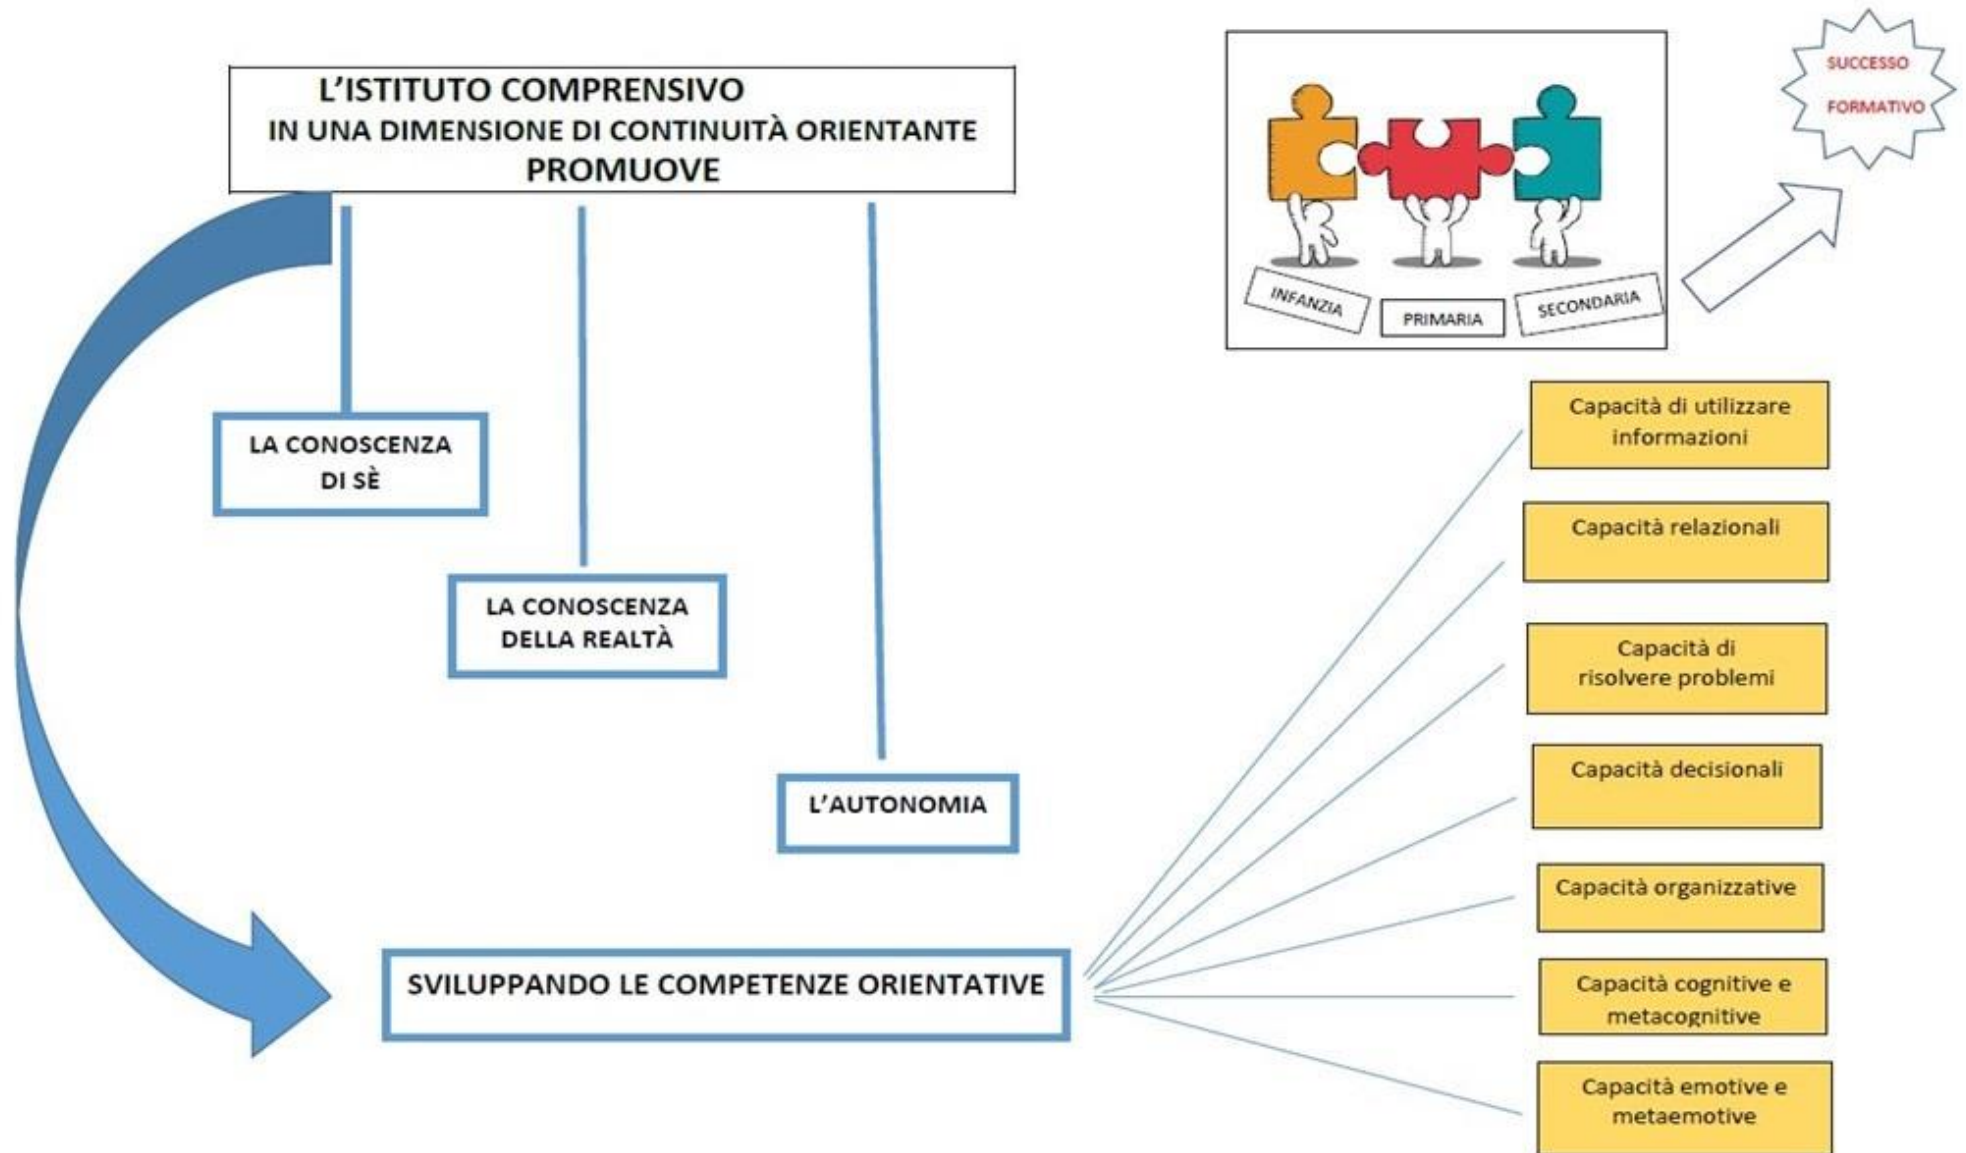 L'ISTITUTO COMPRENSIVO
IN UNA DIMENSIONE DI CONTINUITÀ ORIENTANTE
PROMUOVE
SUCCESSO
FORMATIVO
INFANZIA
PRIMARIA
SECONDARIA
LA CONOSCENZA
DI SÈ
LA CONOSCENZA
DELLA REALTÀ
L'AUTONOMIA
SVILUPPANDO LE COMPETENZE ORIENTATIVE
Capacità di utilizzare
informazioni
Capacità relazionali
Capacità di
risolvere problemi
Capacità decisionali
Capacità organizzative
Capacità cognitive e
metacognitive
Capacità emotive e
metaemotive